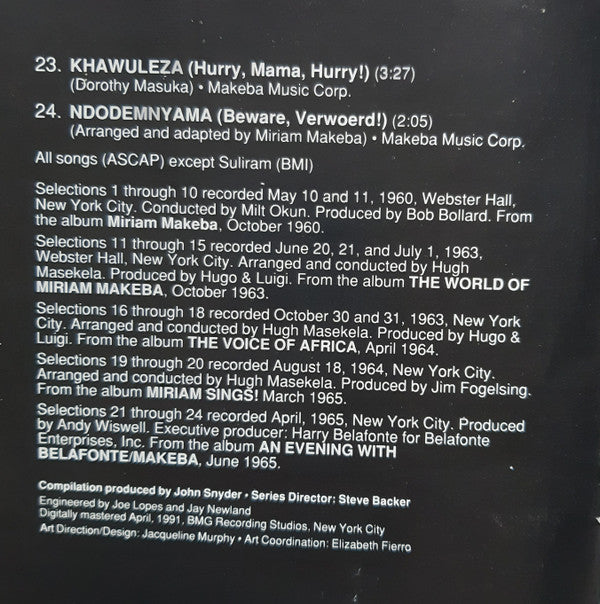 23. KHAWULEZA (Hurry, Mama, Hurry!) (3:27)
(Dorothy Masuka) • Makeba Music Corp.
24. NDODEMNYAMA (Beware, Verwoerd!) (2:05)
(Arranged and adapted by Miriam Makeba) • Makeba Music Corp.
All songs (ASCAP) except Suliram (BMI)
Selections 1 through 10 recorded May 10 and 11, 1960, Webster Hall,
New York City. Conducted by Milt Okun. Produced by Bob Bollard. From
the album Miriam Makeba, October 1960.
Selections 11 through 15 recorded June 20, 21, and July 1, 1963,
Webster Hall, New York City. Arranged and conducted by Hugh
Masekela. Produced by Hugo & Luigi. From the album THE WORLD OF
MIRIAM MAKEBA, October 1963.
Selections 16 through 18 recorded October 30 and 31, 1963, New York
City. Arranged and conducted by Hugh Masekela. Produced by Hugo &
Luigi. From the album THE VOICE OF AFRICA, April 1964.
Selections 19 through 20 recorded August 18, 1964, New York City.
Arranged and conducted by Hugh Masekela. Produced by Jim Fogelsing.
From the album MIRIAM SINGS! March 1965.
Selections 21 through 24 recorded April, 1965, New York City. Produced
by Andy Wiswell. Executive producer: Harry Belafonte for Belafonte
Enterprises, Inc. From the album AN EVENING WITH
BELAFONTE/MAKEBA, June 1965.
Compilation produced by John Snyder • Series Director: Steve Backer
Engineered by Joe Lopes and Jay Newland
Digitally mastered April, 1991, BMG Recording Studios, New York City
Art Direction/Design: Jacqueline Murphy • Art Coordination: Elizabeth Fierro